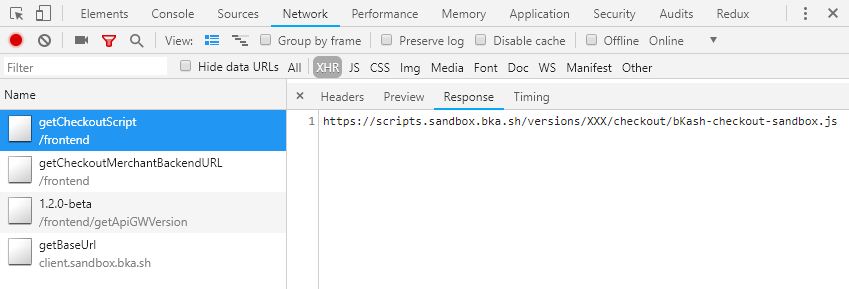 Elements Console Sources Network Performance Memory Application Security Audits Redux
View: Group by frame Preserve log Disable cache Offline Online
Filter Hide data URLs All XHR JS CSS Img Media Font Doc WS Manifest Other
Name
Headers Preview Response Timing
getCheckoutScript
/frontend
getCheckoutMerchantBackendURL
/frontend
1.2.0-beta
/frontend/getApiGWVersion
getBaseUrl
client.sandbox.bka.sh
1 https://scripts.sandbox.bka.sh/versions/XXX/checkout/bKash-checkout-sandbox.js